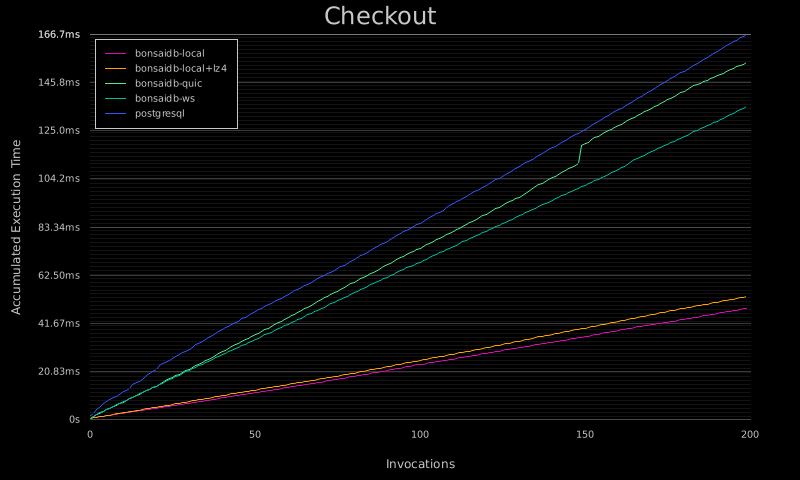 Checkout
166.7ms
145.8ms
125.0ms
104.2ms
83.34ms
62.50ms
41.67ms
20.83ms
0s
bonsaidb-local
bonsaidb-local+lz4
bonsaidb-quic
bonsaidb-ws
postgresql
Accumulated Execution Time
0 50 100 150 200
Invocations